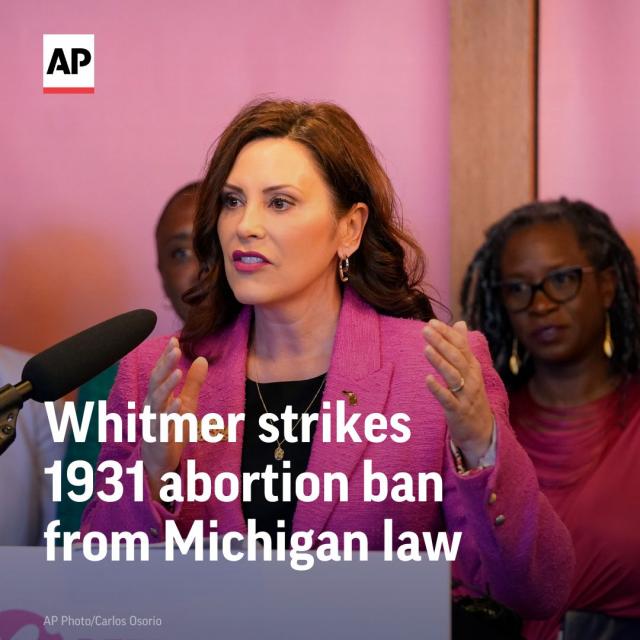 AP
Whitmer strikes
1931 abortion ban
from Michigan law
AP Photo/Carlos Osorio